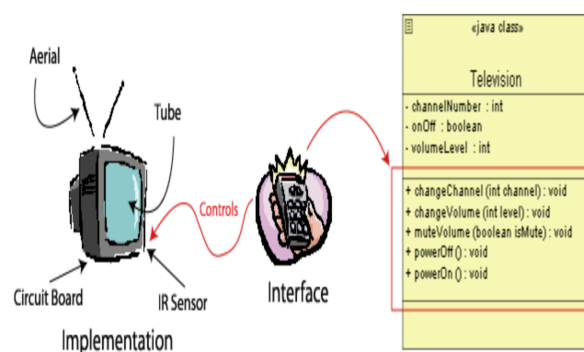 Aerial
Tube
Controls
Circuit Board
IR Sensor
Implementation
Interface
«java class»
Television
- channelNumber : int
- onOff : boolean
- volumeLevel : int
+ changeChannel (int channel) : void
+ changeVolume (int level) : void
+ muteVolume (boolean isMute) : void
+ powerOff () : void
+ powerOn () : void